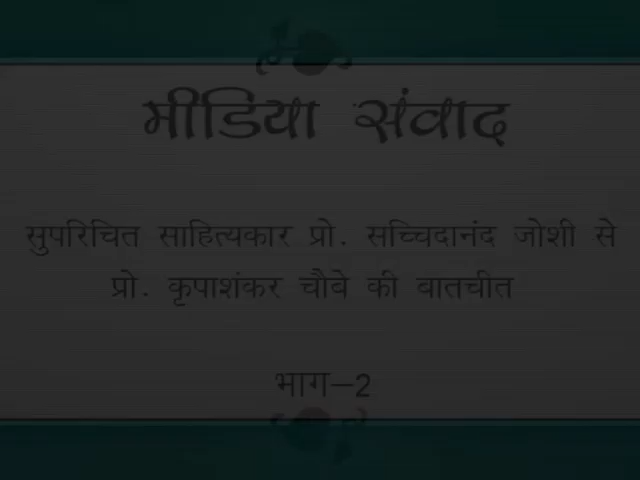 मीडिया संवाद
सुपरिचित साहित्यकार प्रो. सच्चिदानंद जोशी से
प्रो. कृपाशंकर चौबे की बातचीत
भाग–2